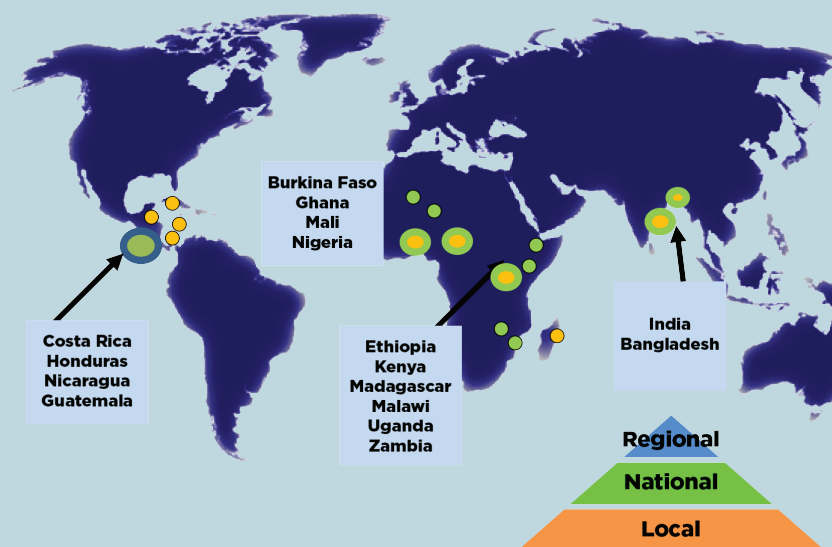 Burkina Faso
Ghana
Mali
Nigeria
Costa Rica
Honduras
Nicaragua
Guatemala
Ethiopia
Kenya
Madagascar
Malawi
Uganda
Zambia
India
Bangladesh
Regional
National
Local